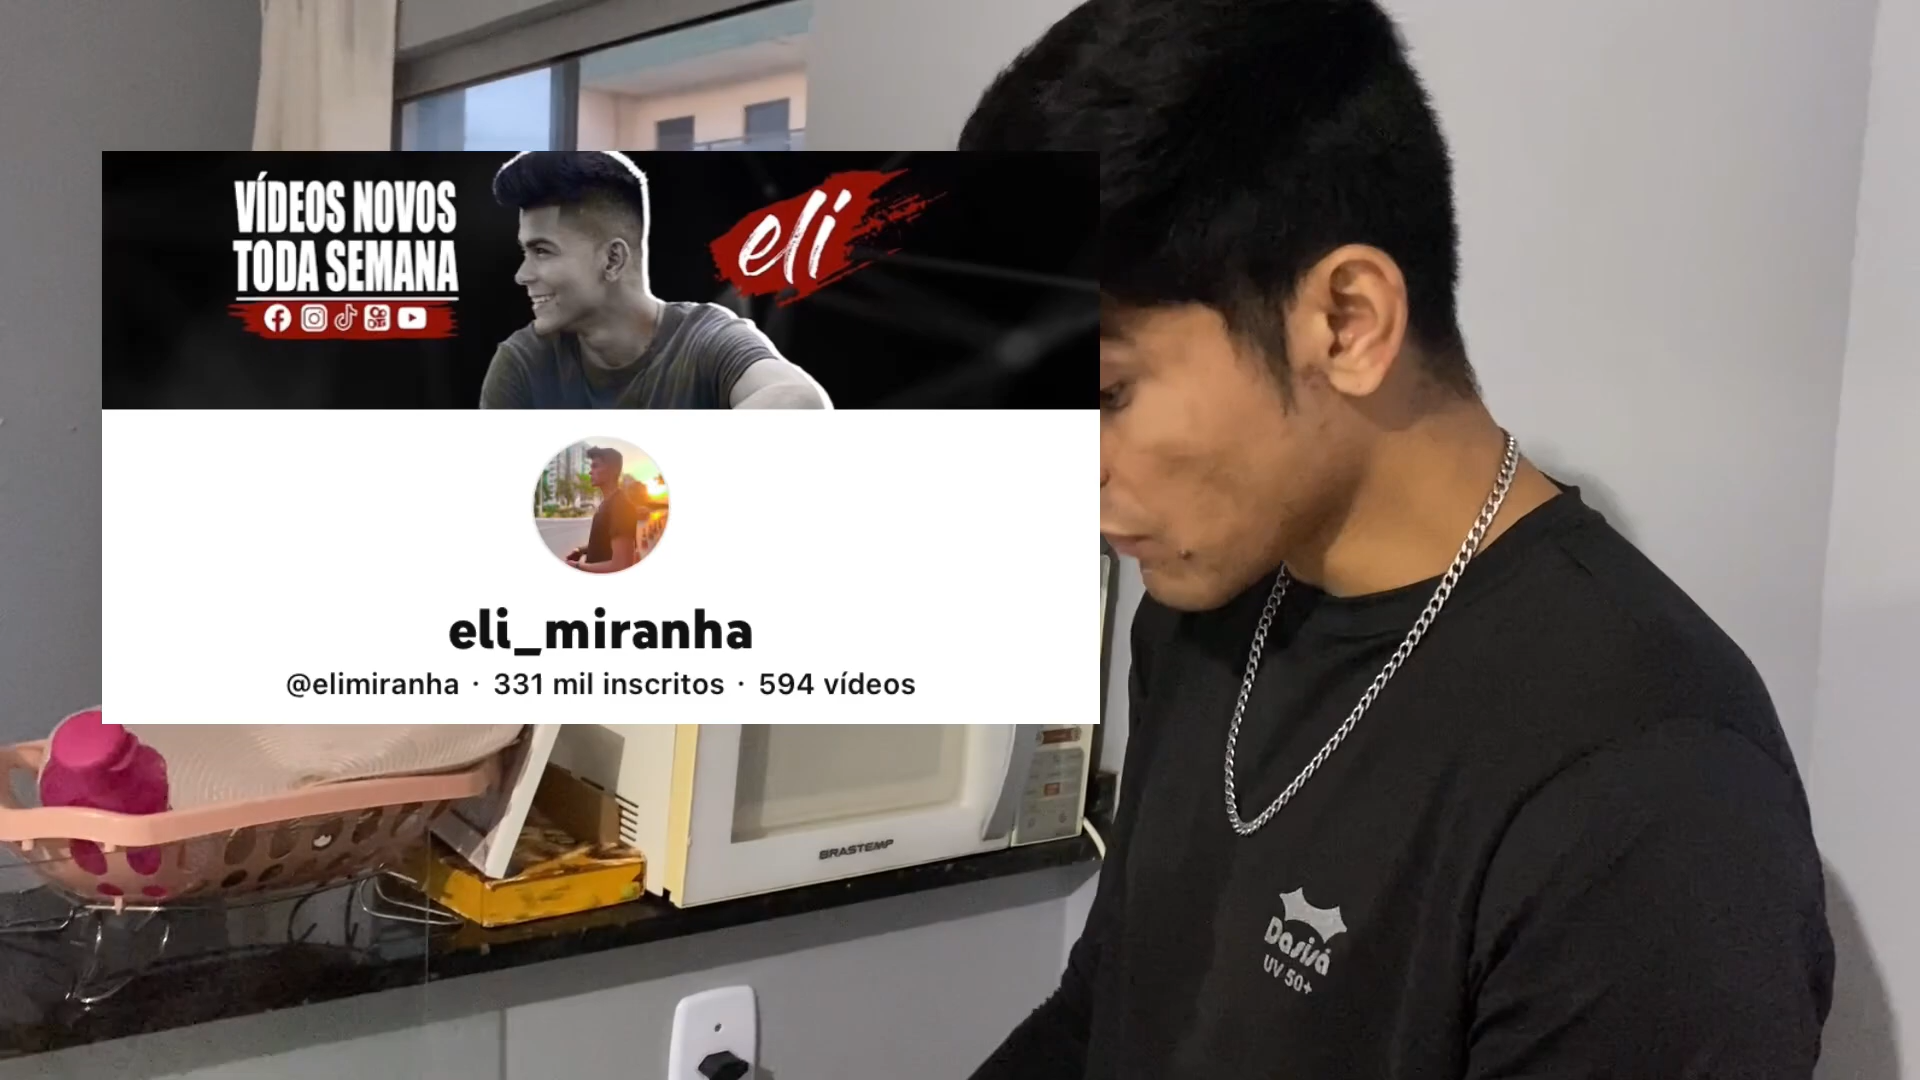 VÍDEOS NOVOS
TODA SEMANA
eli
eli_miranha
@elimiranha · 331 mil inscritos · 594 vídeos
BRASTEMP
Dasisá
UV 50+